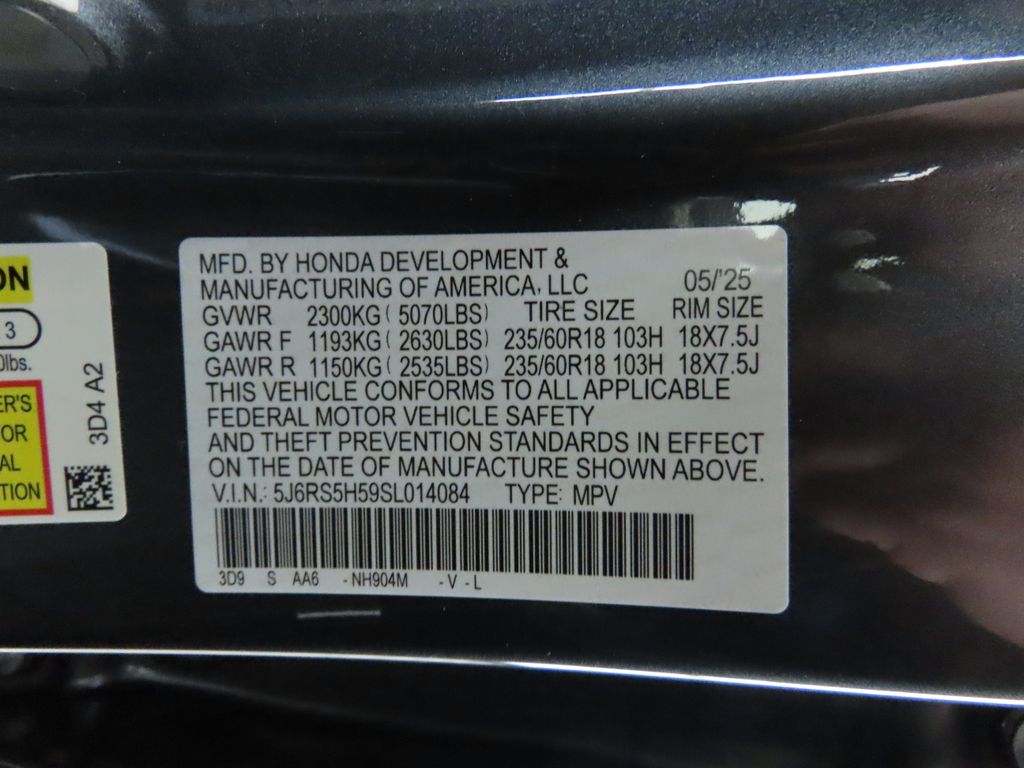 ON
3
0lbs.
ER'S
OR
AL
TION
3D4 A2
MFD. BY HONDA DEVELOPMENT &
MANUFACTURING OF AMERICA, LLC 05/'25
GVWR 2300KG( 5070LBS) TIRE SIZE RIM SIZE
GAWR F 1193KG( 2630LBS) 235/60R18 103H 18X7.5J
GAWR R 1150KG( 2535LBS) 235/60R18 103H 18X7.5J
THIS VEHICLE CONFORMS TO ALL APPLICABLE
FEDERAL MOTOR VEHICLE SAFETY
AND THEFT PREVENTION STANDARDS IN EFFECT
ON THE DATE OF MANUFACTURE SHOWN ABOVE.
V.I.N.: 5J6RS5H59SL014084 TYPE: MPV
3D9 S AA6 -NH904M -V -L